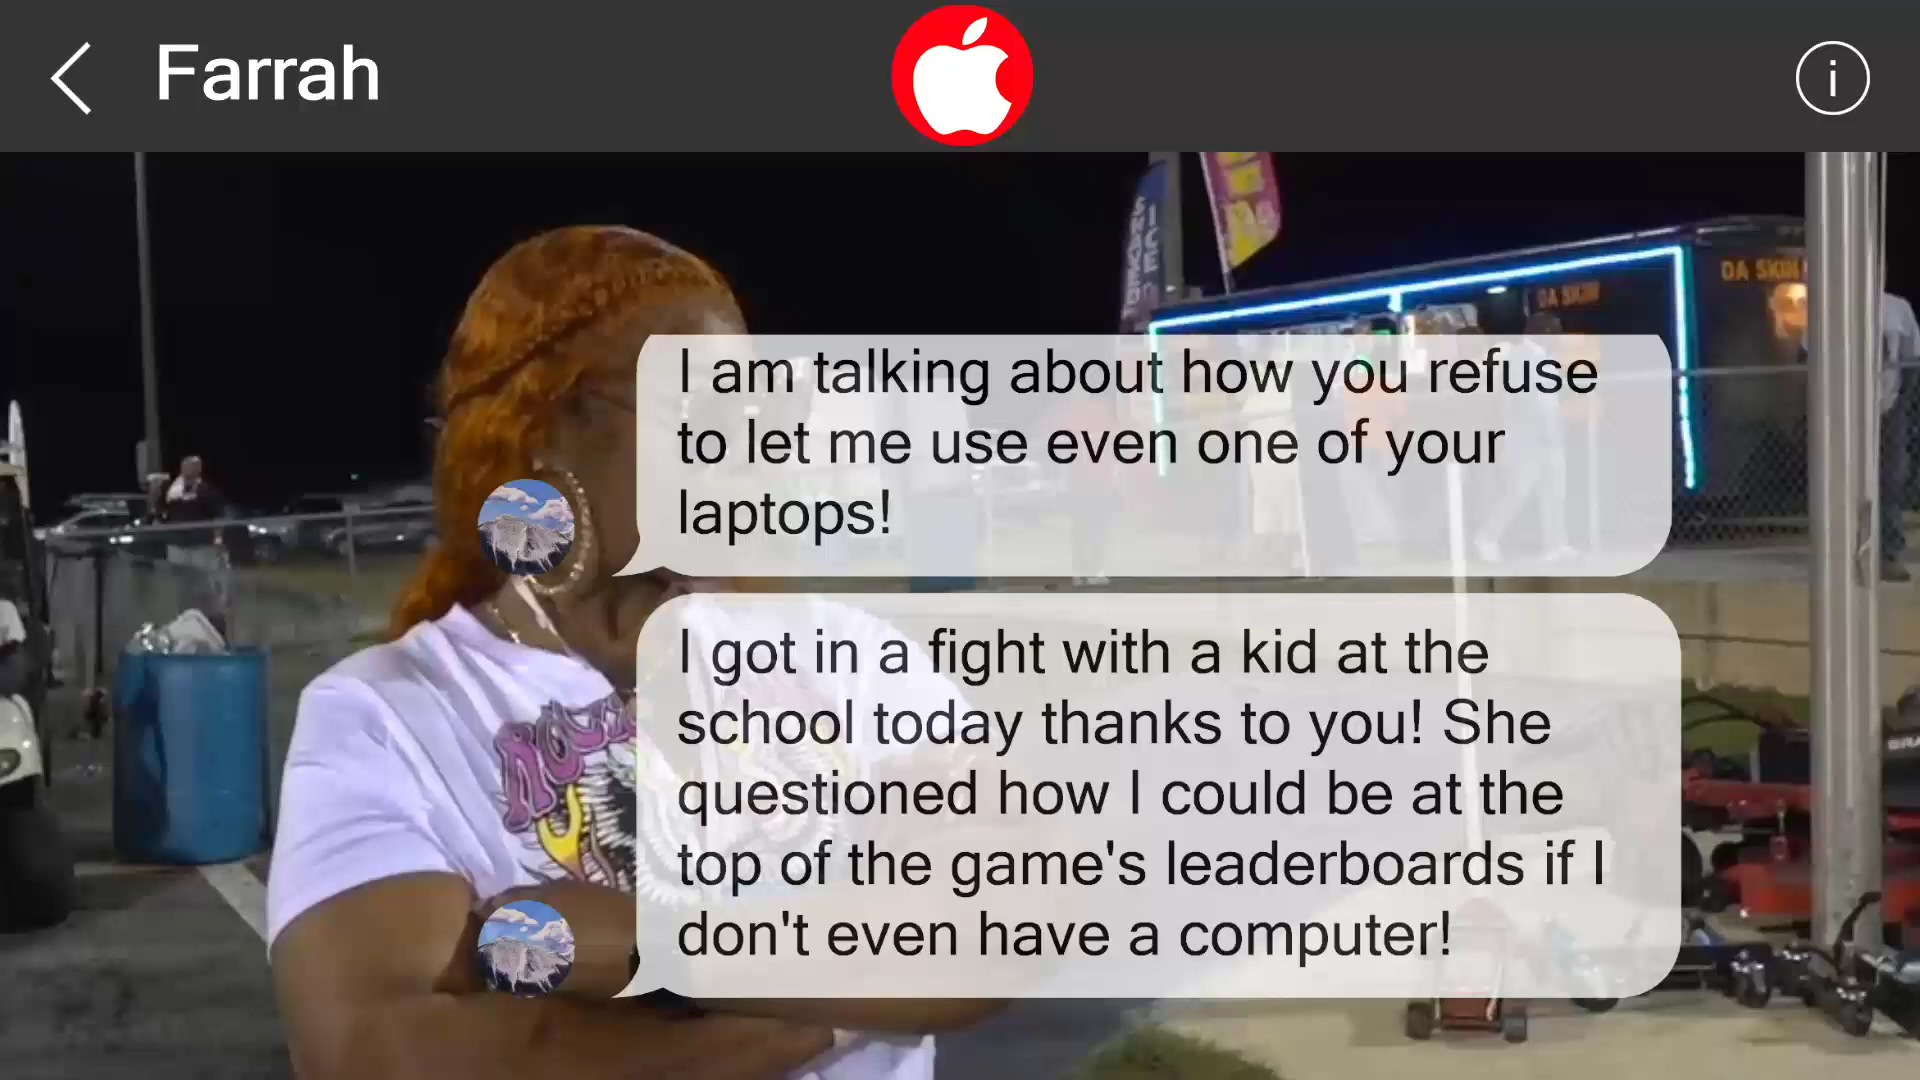 Farrah
DA SKIN
DA SKIN
I am talking about how you refuse
to let me use even one of your
laptops!
I got in a fight with a kid at the
school today thanks to you! She
questioned how I could be at the
top of the game's leaderboards if I
don't even have a computer!